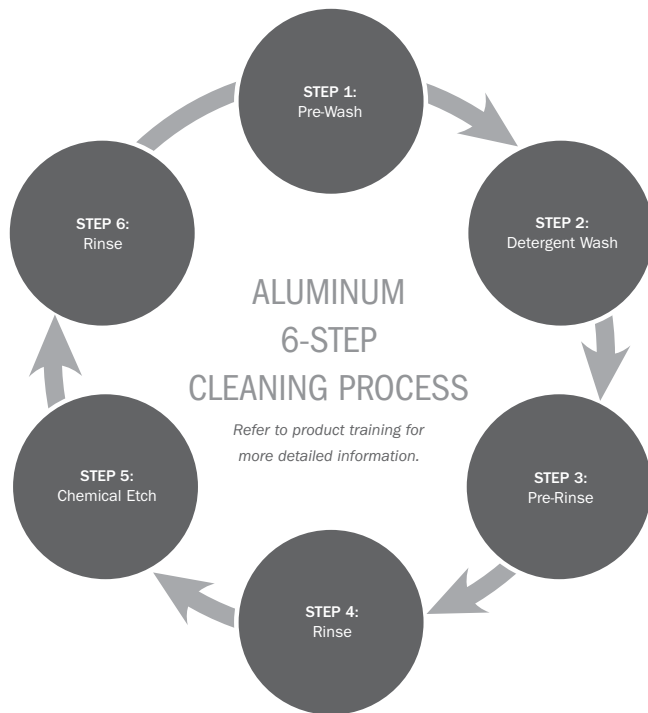 STEP 1:
Pre-Wash
STEP 2:
Detergent Wash
STEP 3:
Pre-Rinse
STEP 4:
Rinse
STEP 5:
Chemical Etch
STEP 6:
Rinse
ALUMINUM
6-STEP
CLEANING PROCESS
Refer to product training for
more detailed information.